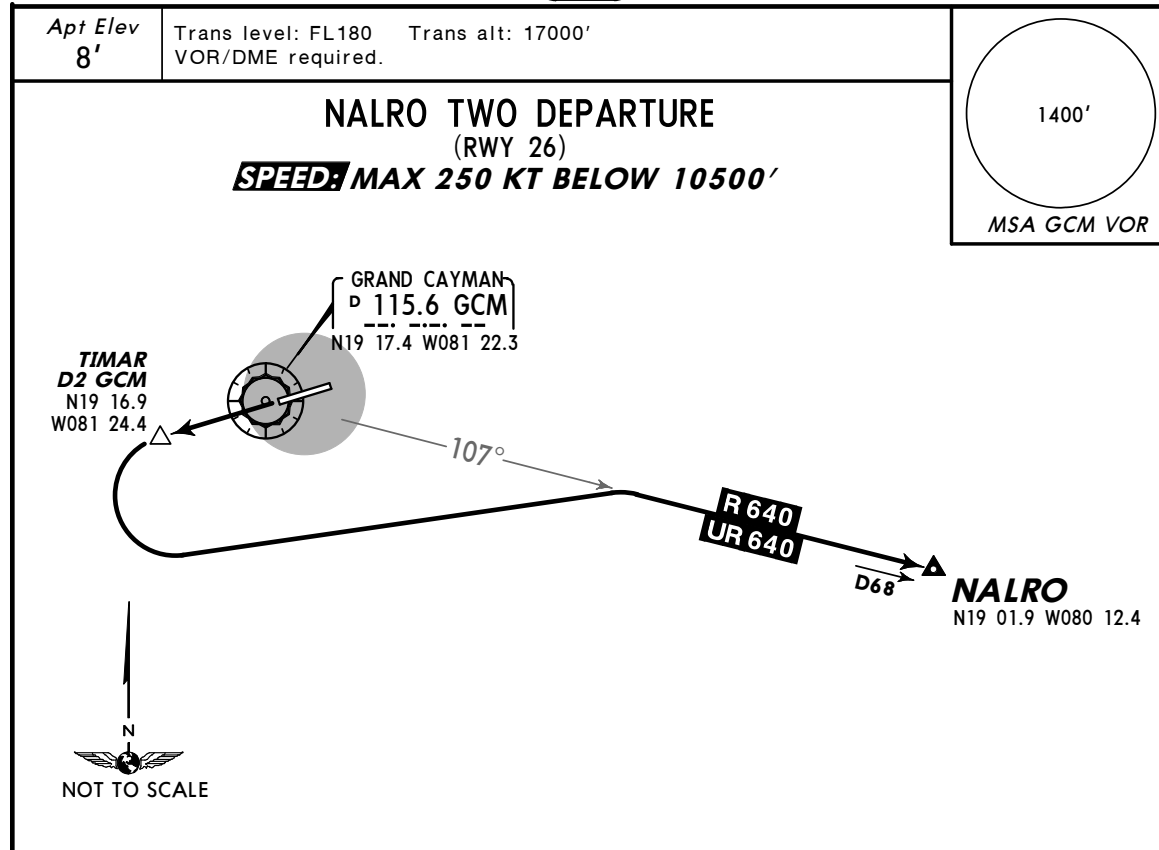 Apt Elev
8'
Trans level: FL180 Trans alt: 17000'
VOR/DME required.
1400'
MSA GCM VOR
NALRO TWO DEPARTURE
(RWY 26)
SPEED: MAX 250 KT BELOW 10500'
GRAND CAYMAN
D 115.6 GCM
N19 17.4 W081 22.3
TIMAR
D2 GCM
N19 16.9
W081 24.4
107°
R 640
UR 640
D68
NALRO
N19 01.9 W080 12.4
N
NOT TO SCALE